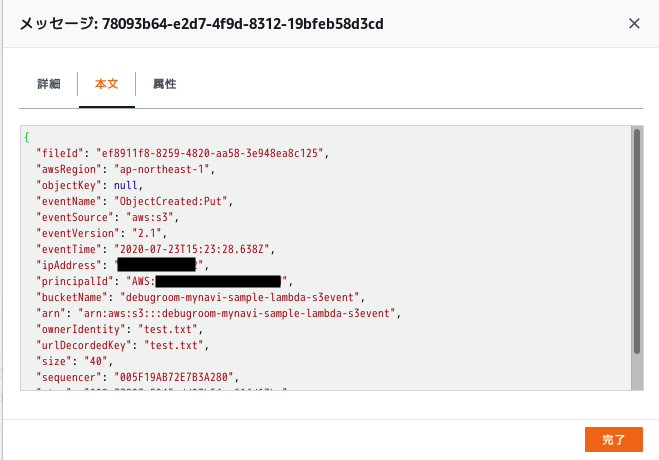 メッセージ: 78093b64-e2d7-4f9d-8312-19bfeb58d3cd
詳細 本文 属性
{
"fileId": "ef8911f8-8259-4820-aa58-3e948ea8c125",
"awsRegion": "ap-northeast-1",
"objectKey": null,
"eventName": "ObjectCreated:Put",
"eventSource": "aws:s3",
"eventVersion": "2.1",
"eventTime": "2020-07-23T15:23:28.638Z",
"ipAddress": "",
"principalId": "AWS:",
"bucketName": "debugroom-mynavi-sample-lambda-s3event",
"arn": "arn:aws:s3:::debugroom-mynavi-sample-lambda-s3event",
"ownerIdentity": "test.txt",
"urlDecordedKey": "test.txt",
"size": "40",
"sequencer": "005F19AB72E7B3A280",
完了